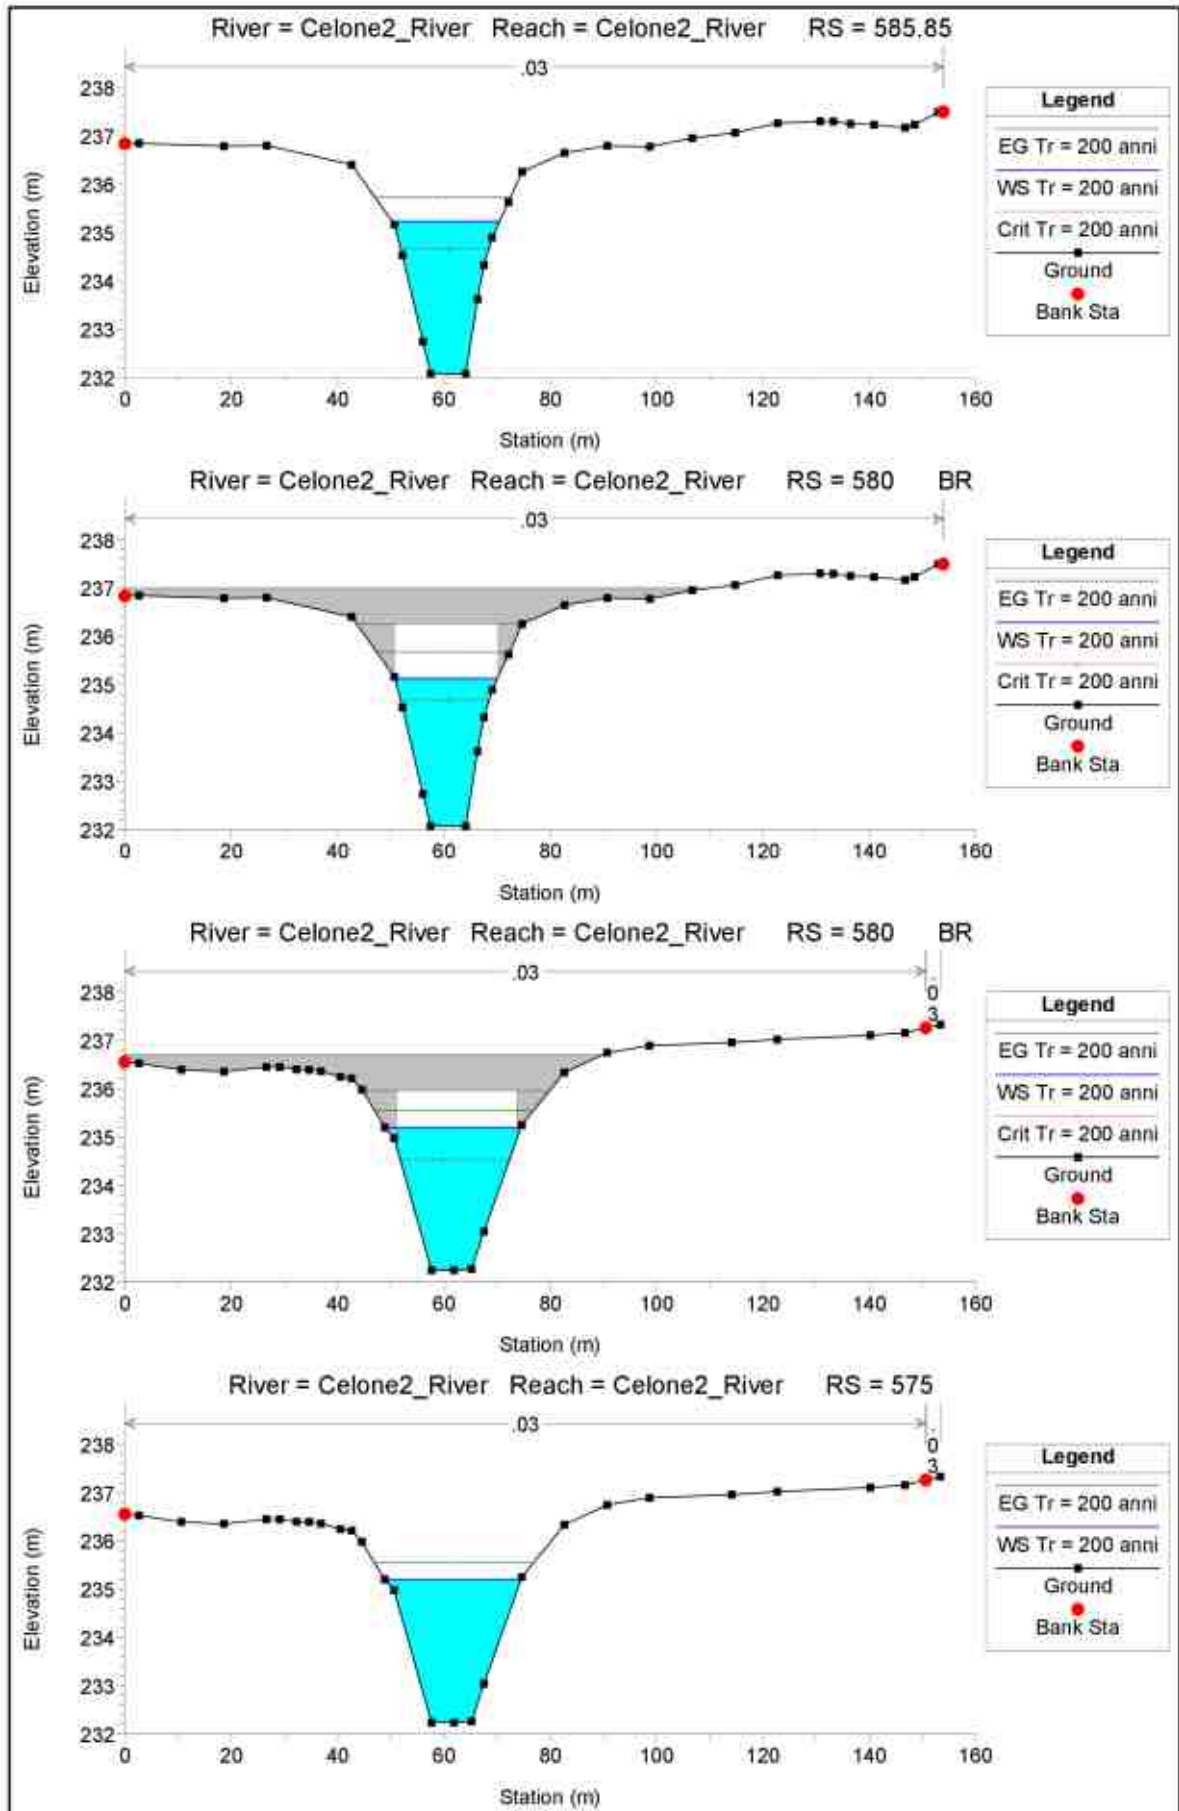 River = Celone2_River Reach = Celone2_River RS = 585.85
.03
238
237
236
235
234
233
232
Elevation (m)
0 20 40 60 80 100 120 140 160
Station (m)
Legend
EG Tr = 200 anni
WS Tr = 200 anni
Crit Tr = 200 anni
Ground
Bank Sta
River = Celone2_River Reach = Celone2_River RS = 580 BR
.03
238
237
236
235
234
233
232
Elevation (m)
0 20 40 60 80 100 120 140 160
Station (m)
Legend
EG Tr = 200 anni
WS Tr = 200 anni
Crit Tr = 200 anni
Ground
Bank Sta
River = Celone2_River Reach = Celone2_River RS = 580 BR
.03
.03
238
237
236
235
234
233
232
Elevation (m)
0 20 40 60 80 100 120 140 160
Station (m)
Legend
EG Tr = 200 anni
WS Tr = 200 anni
Crit Tr = 200 anni
Ground
Bank Sta
River = Celone2_River Reach = Celone2_River RS = 575
.03
.03
238
237
236
235
234
233
232
Elevation (m)
0 20 40 60 80 100 120 140 160
Station (m)
Legend
EG Tr = 200 anni
WS Tr = 200 anni
Ground
Bank Sta